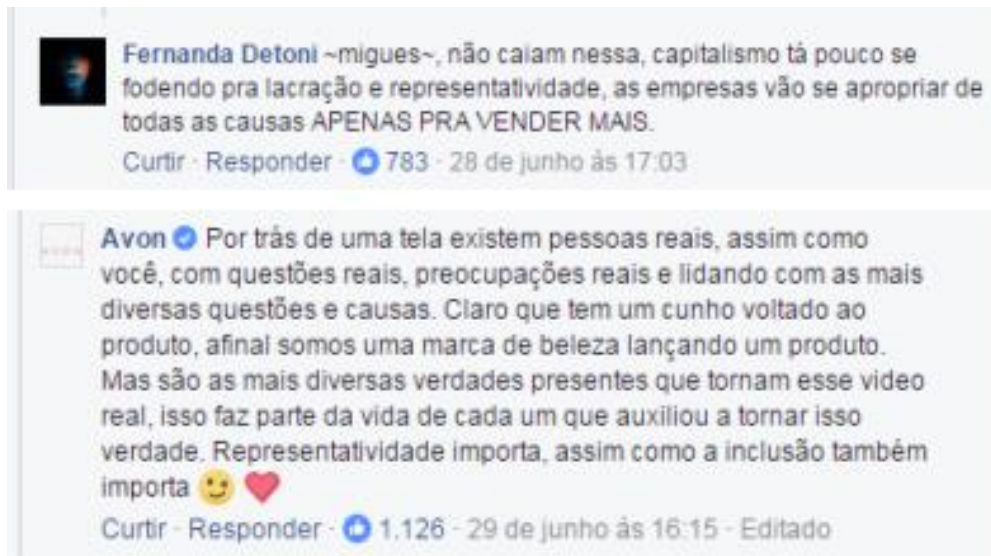 Fernanda Detoni ~migues~, não caiam nessa, capitalismo tá pouco se
fodendo pra lacração e representatividade, as empresas vão se apropriar de
todas as causas APENAS PRA VENDER MAIS.
Curtir · Responder · 783 · 28 de junho às 17:03
Avon Por trás de uma tela existem pessoas reais, assim como
você, com questões reais, preocupações reais e lidando com as mais
diversas questões e causas. Claro que tem um cunho voltado ao
produto, afinal somos uma marca de beleza lançando um produto.
Mas são as mais diversas verdades presentes que tornam esse video
real, isso faz parte da vida de cada um que auxiliou a tornar isso
verdade. Representatividade importa, assim como a inclusão também
importa 😉 ❤
Curtir · Responder · 1.126 · 29 de junho às 16:15 · Editado